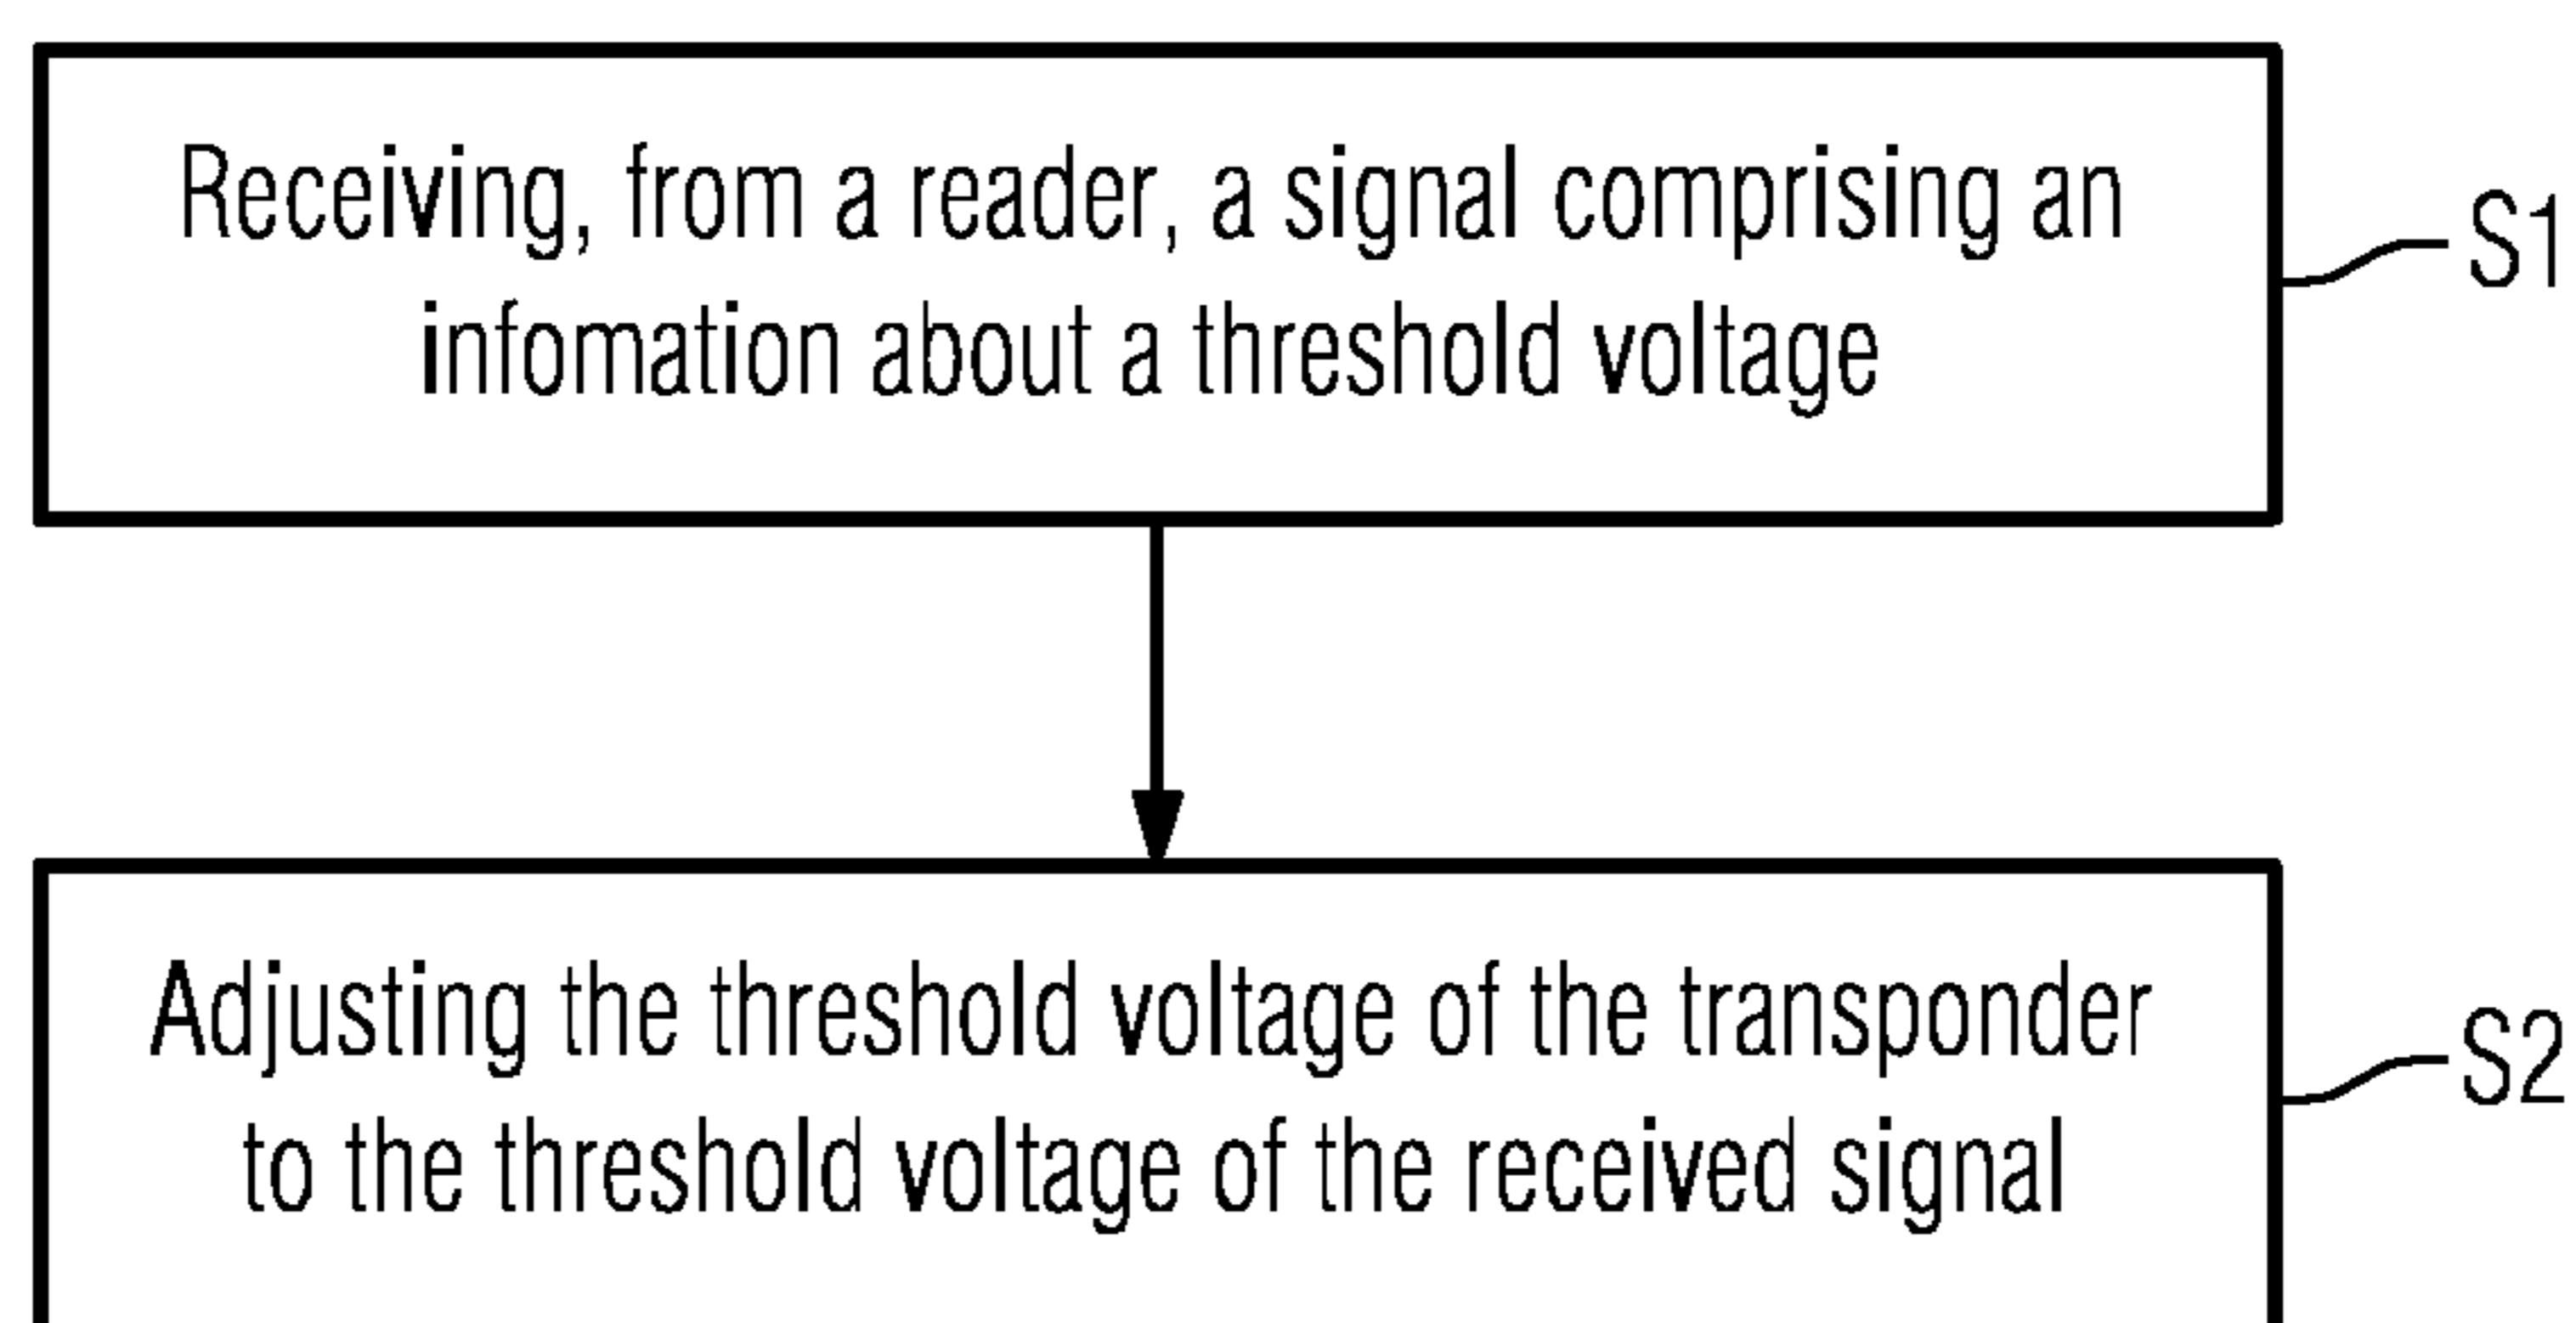 Receiving, from a reader, a signal comprising an
infomation about a threshold voltage
S1
Adjusting the threshold voltage of the transponder
to the threshold voltage of the received signal
S2